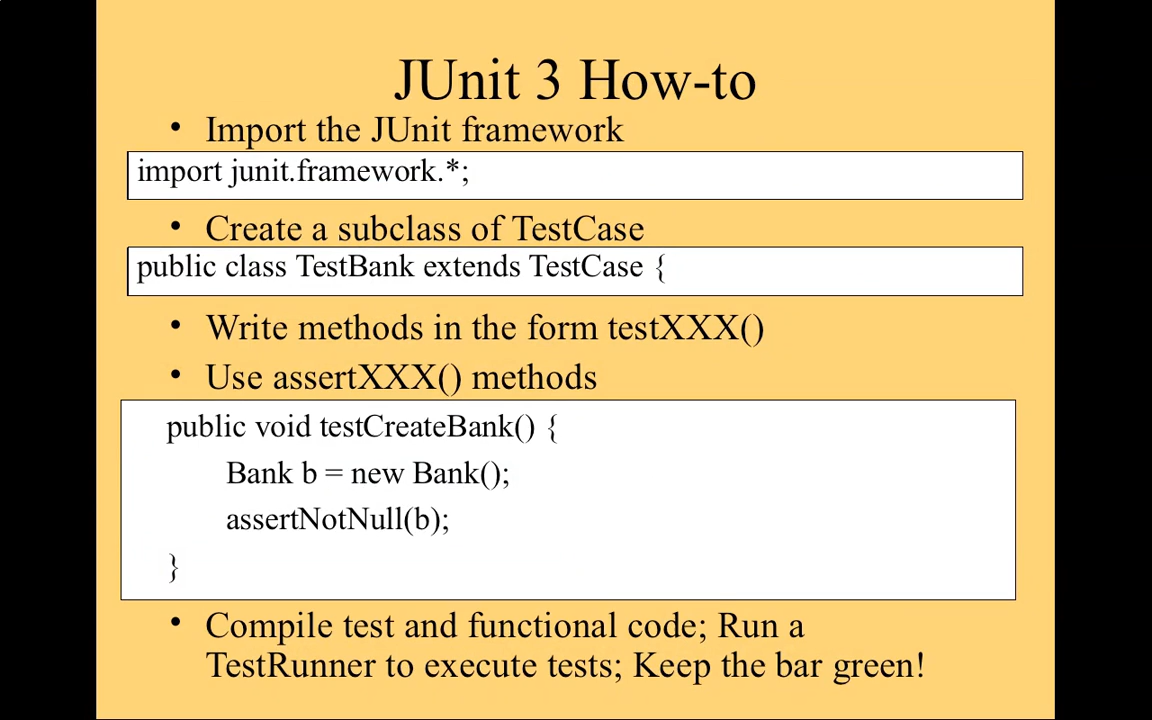 JUnit 3 How-to
• Import the JUnit framework
import junit.framework.*;
• Create a subclass of TestCase
public class TestBank extends TestCase {
• Write methods in the form testXXX()
• Use assertXXX() methods
public void testCreateBank() {
Bank b = new Bank();
assertNotNull(b);
}
• Compile test and functional code; Run a
TestRunner to execute tests; Keep the bar green!